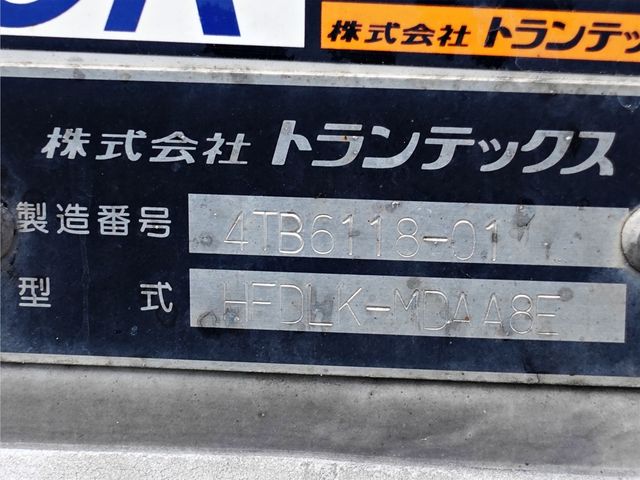 株式会社 トランテッ
株式会社 トランテックス
製造番号 4TB6118-01
型式 HFDLK-MDAA8E